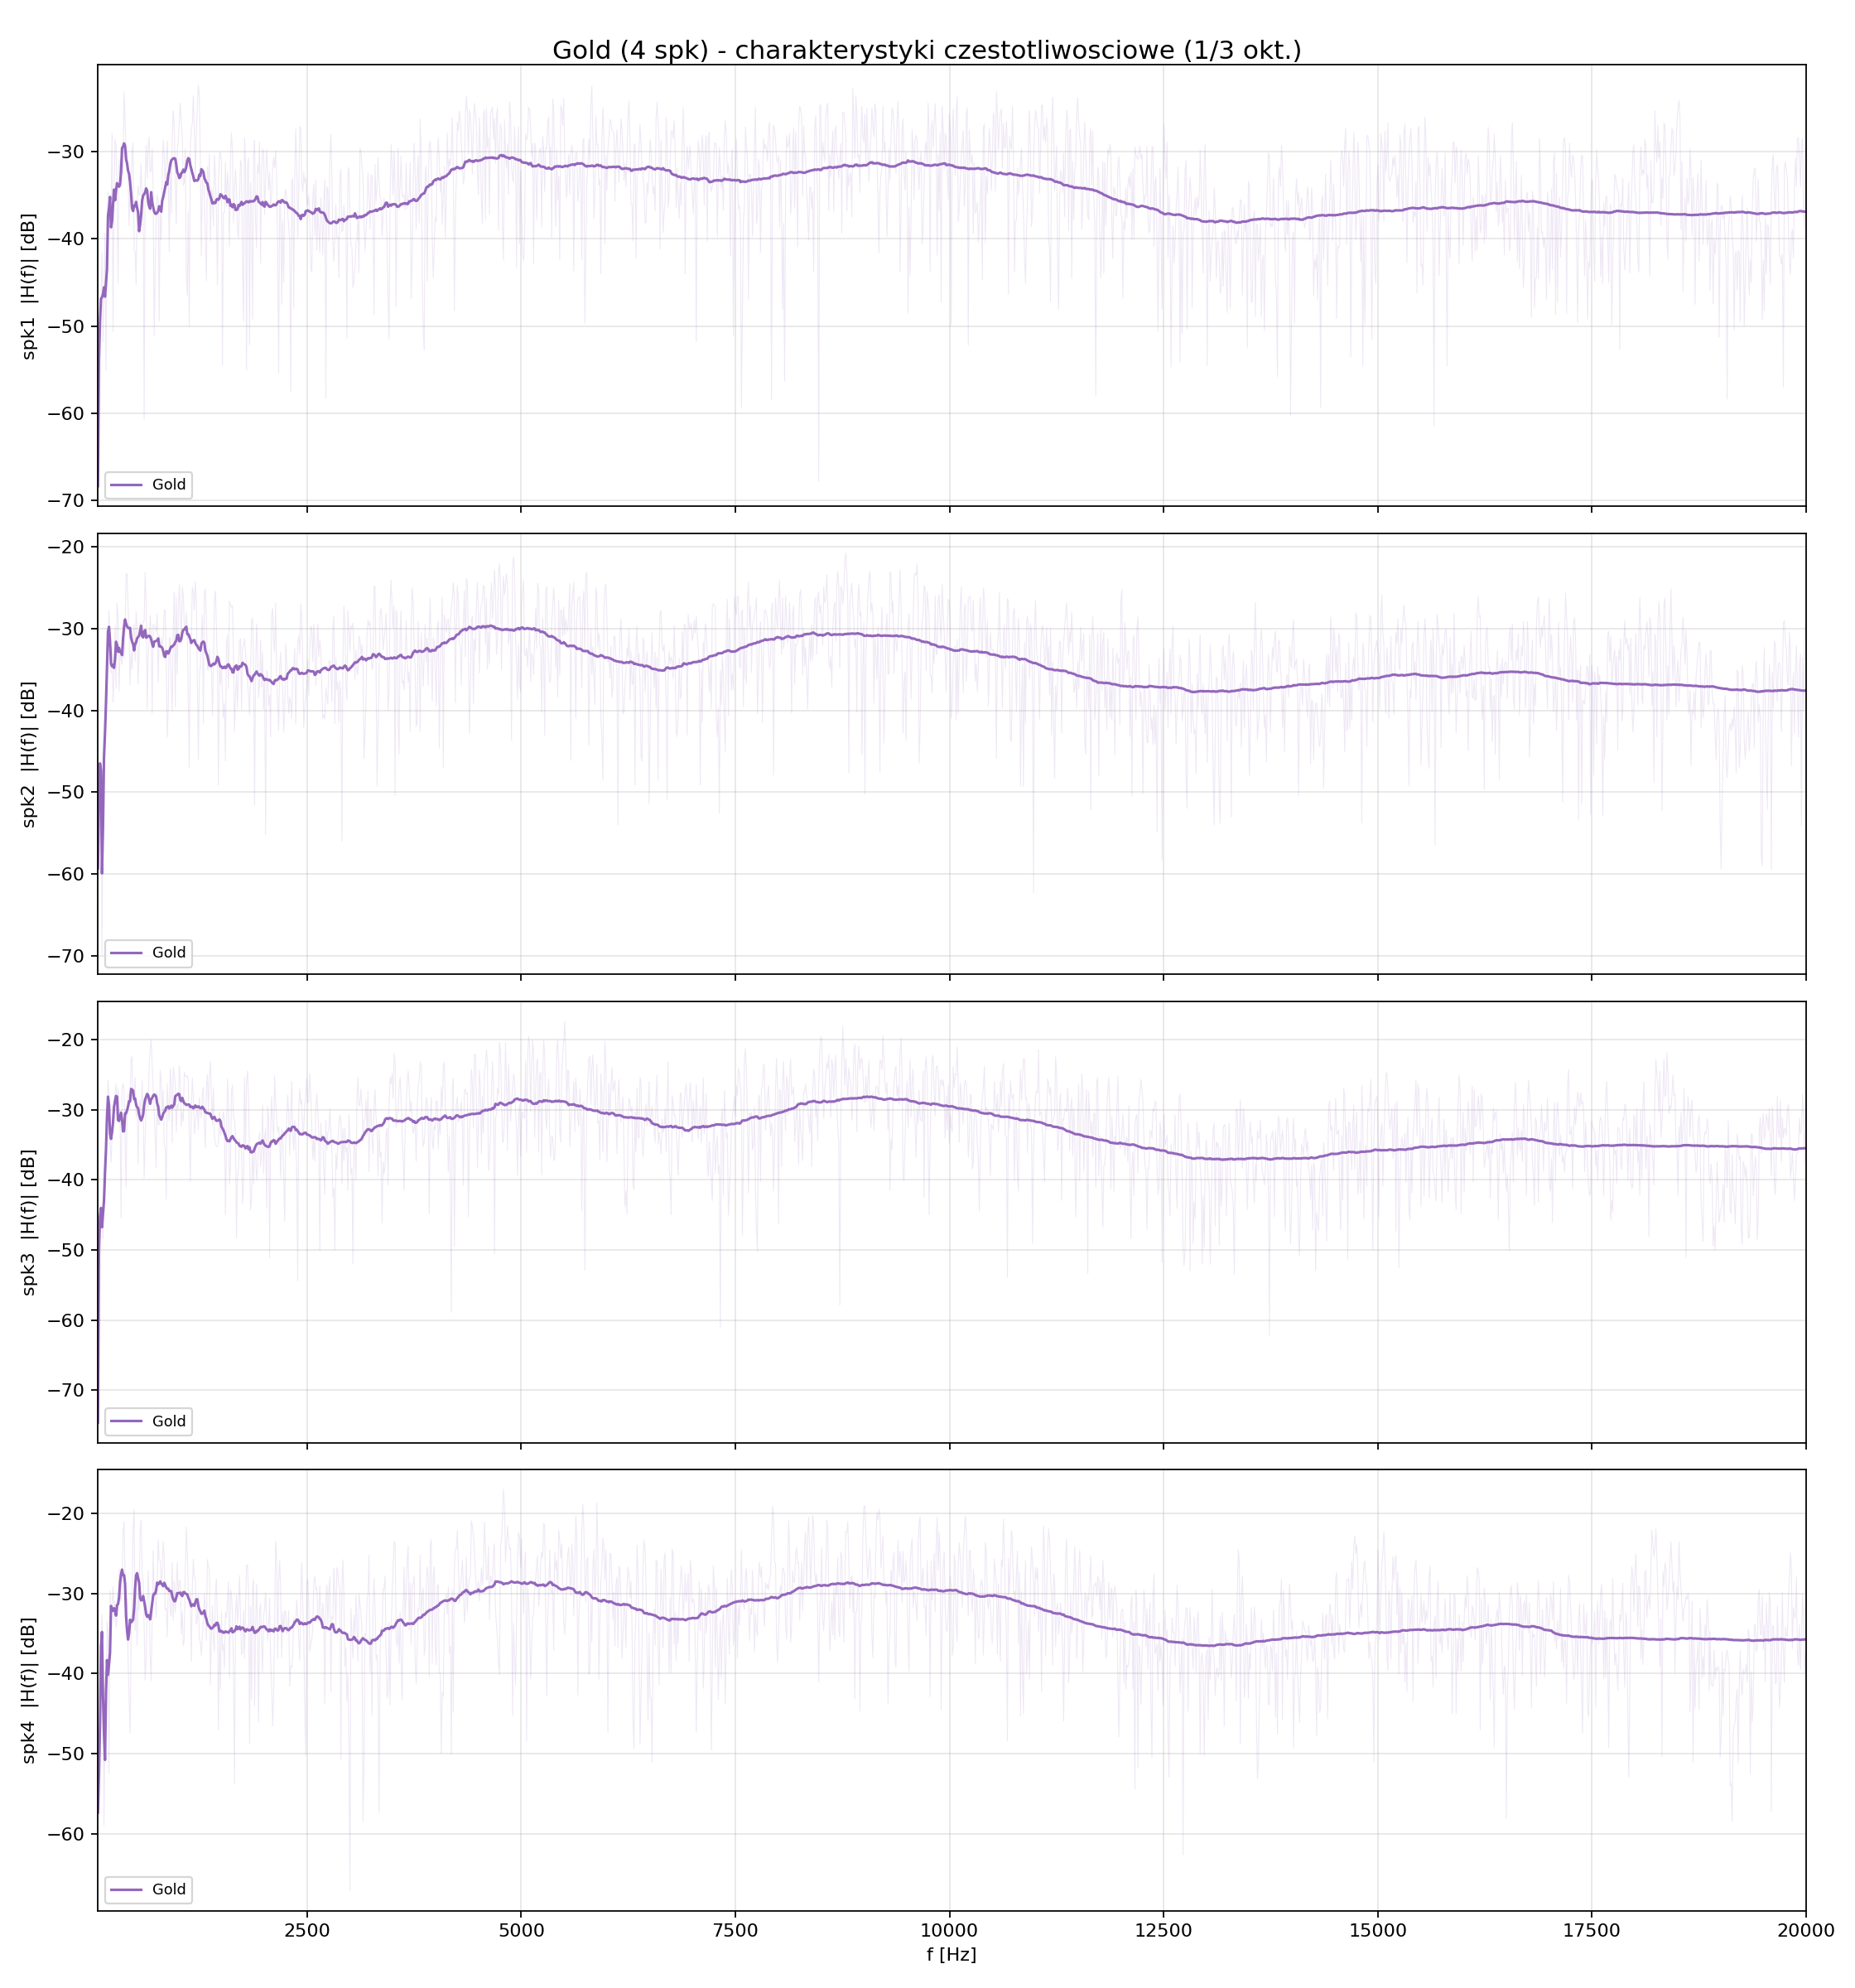 Gold (4 spk) - charakterystyki czestotliwosciowe (1/3 okt.)
spk1 |H(f)| [dB]
−30
−40
−50
−60
−70
Gold
spk2 |H(f)| [dB]
−20
−30
−40
−50
−60
−70
Gold
spk3 |H(f)| [dB]
−20
−30
−40
−50
−60
−70
Gold
spk4 |H(f)| [dB]
−20
−30
−40
−50
−60
Gold
2500 5000 7500 10000 12500 15000 17500 20000
f [Hz]